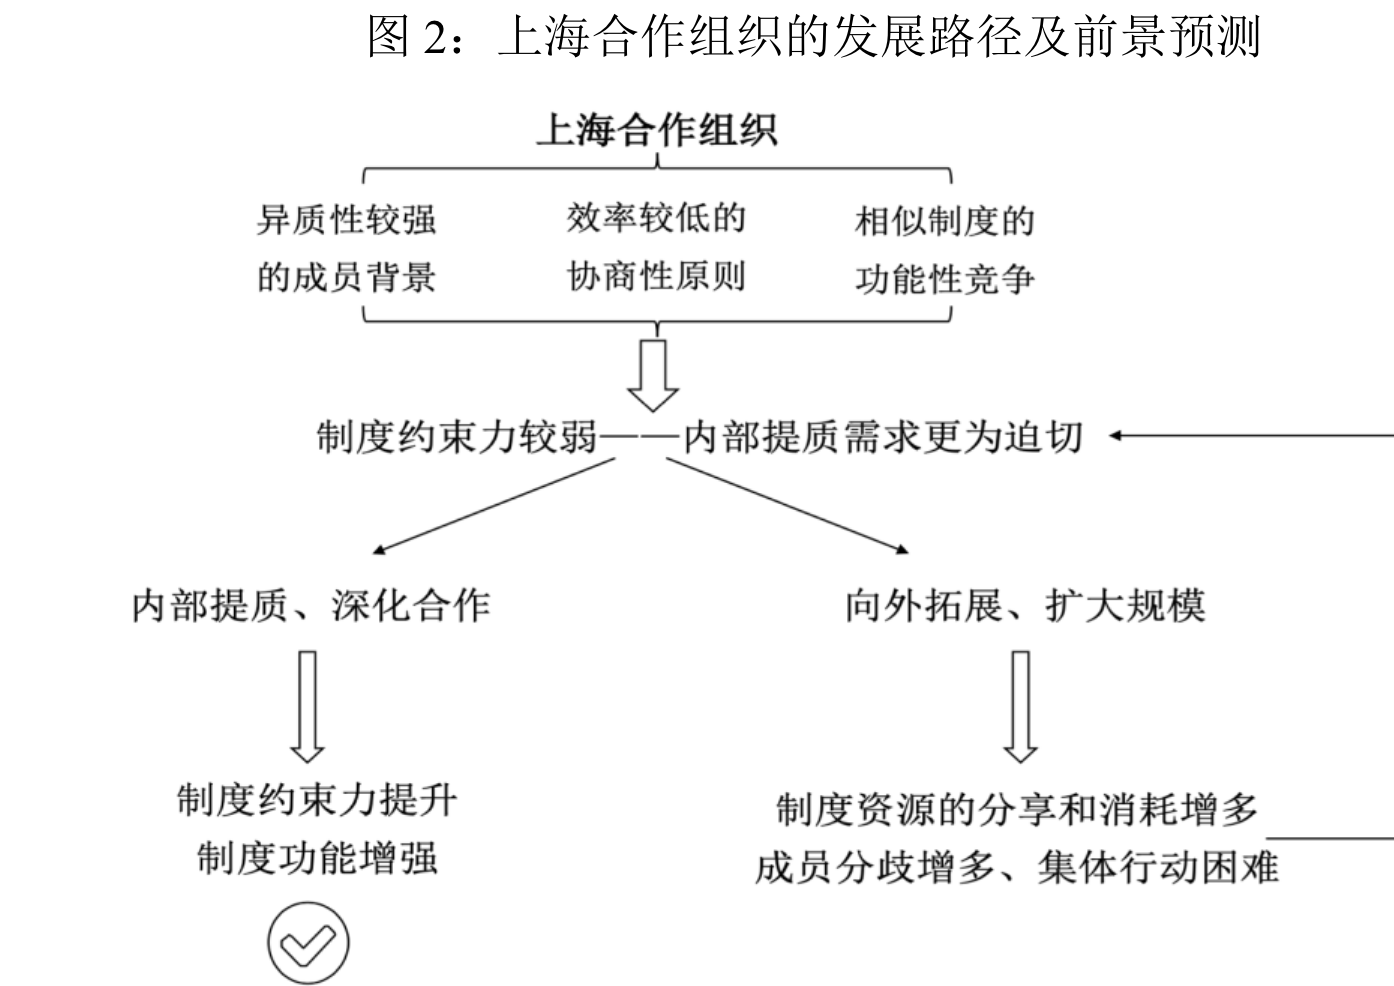 图 2：上海合作组织的发展路径及前景预测
上海合作组织
异质性较强
的成员背景
效率较低的
协商性原则
相似制度的
功能性竞争
制度约束力较弱——内部提质需求更为迫切
内部提质、深化合作
向外拓展、扩大规模
制度约束力提升
制度功能增强
制度资源的分享和消耗增多
成员分歧增多、集体行动困难